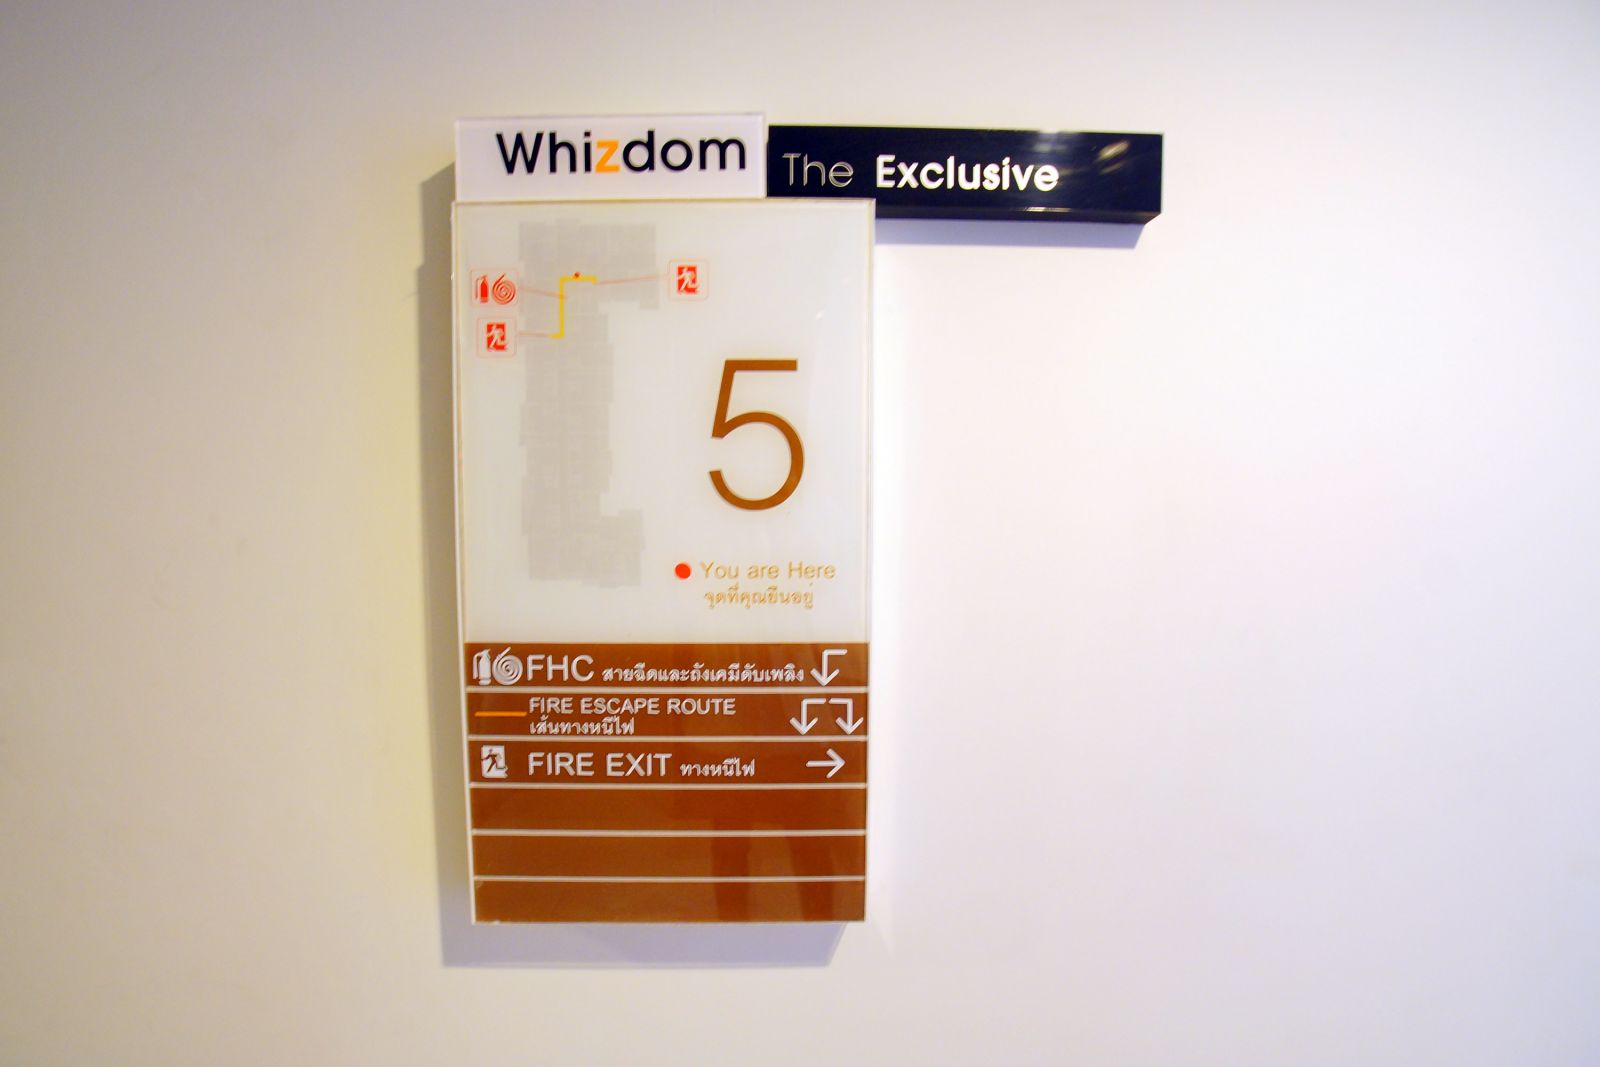 Whizdom The Exclusive
5
You are Here
จุดที่คุณยืนอยู่
FHC สายฉีดและถังเคมีดับเพลิง
FIRE ESCAPE ROUTE
เส้นทางหนีไฟ
FIRE EXIT ทางหนีไฟ